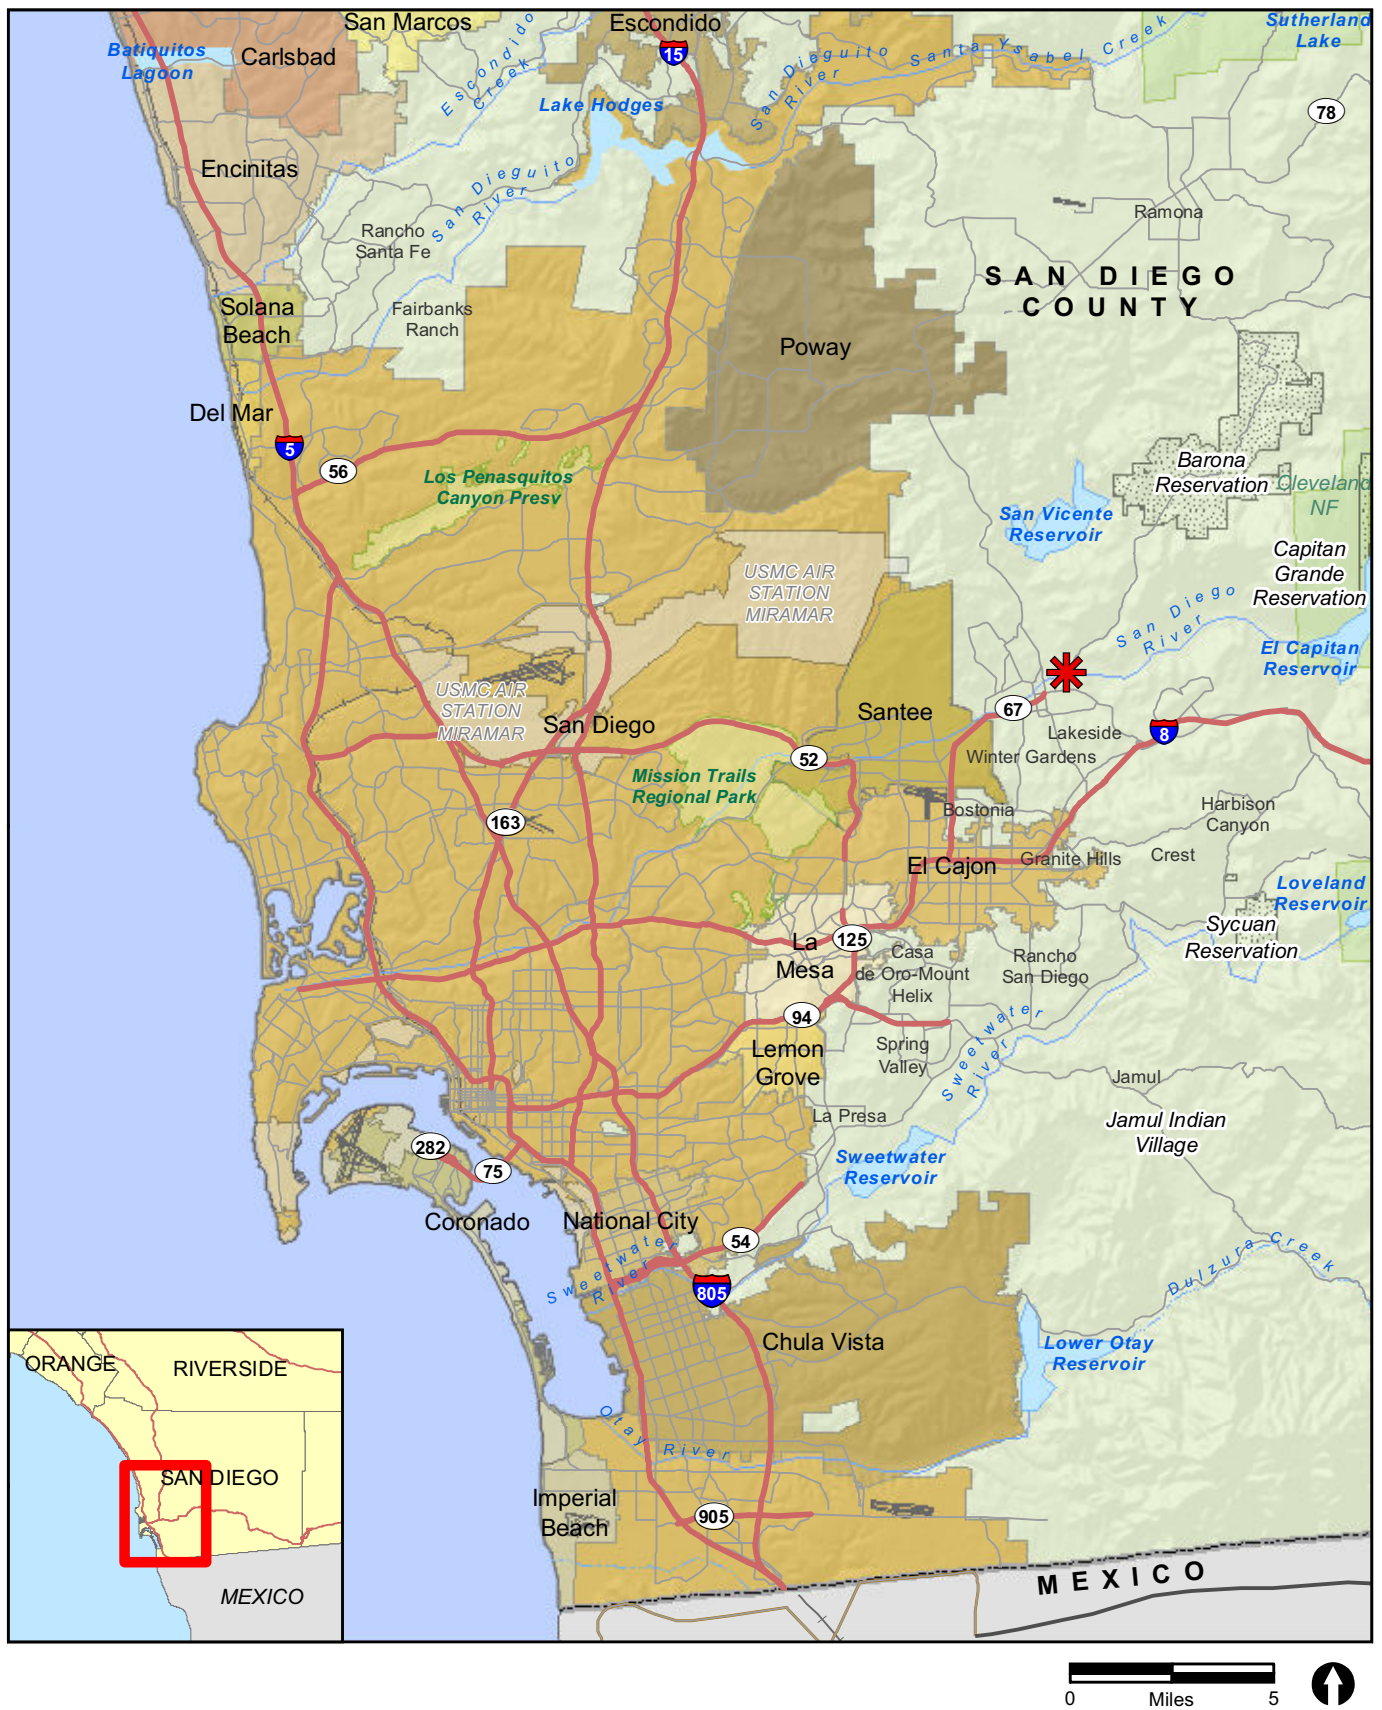 San Marcos
Escondido
Sutherland
Lake
Batiquitos
Lagoon
Carlsbad
15
Escondido
Creek
San Dieguito
River
Santa Ysabel Creek
Lake Hodges
78
Encinitas
San Dieguito
River
Rancho
Santa Fe
Ramona
SAN DIEGO
COUNTY
Solana
Beach
Fairbanks
Ranch
Poway
Del Mar
5
56
Los Penasquitos
Canyon Presv
Barona
Reservation
Cleveland
NF
San Vicente
Reservoir
Capitan
Grande
Reservation
USMC AIR
STATION
MIRAMAR
San Diego
River
El Capitan
Reservoir
USMC AIR
STATION
MIRAMAR
San Diego
Santee
67
Lakeside
8
Winter Gardens
52
Mission Trails
Regional Park
163
Bostonia
Harbison
Canyon
El Cajon
Granite Hills
Crest
Loveland
Reservoir
Sycuan
Reservation
La
Mesa
125
Casa
de Oro-Mount
Helix
Rancho
San Diego
94
Sweetwater
River
Lemon
Grove
Spring
Valley
Jamul
La Presa
Jamul Indian
Village
282
75
Sweetwater
Reservoir
Coronado
National City
54
Sweetwater
River
805
Dulzura Creek
Chula Vista
Lower Otay
Reservoir
Otay River
Imperial
Beach
905
MEXICO
ORANGE
RIVERSIDE
SAN DIEGO
MEXICO
0
Miles
5